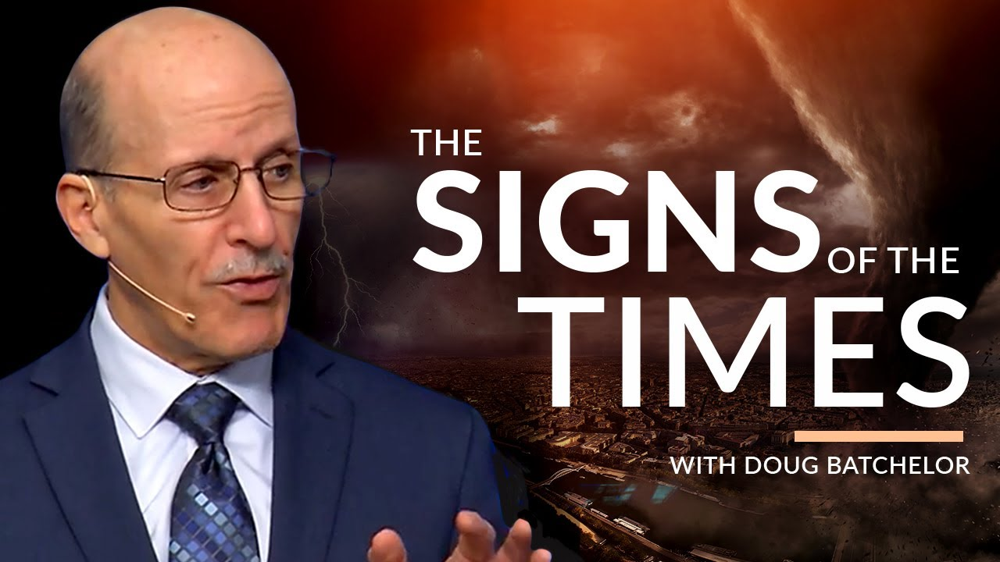 THE
SIGNS OF THE
TIMES
WITH DOUG BATCHELOR